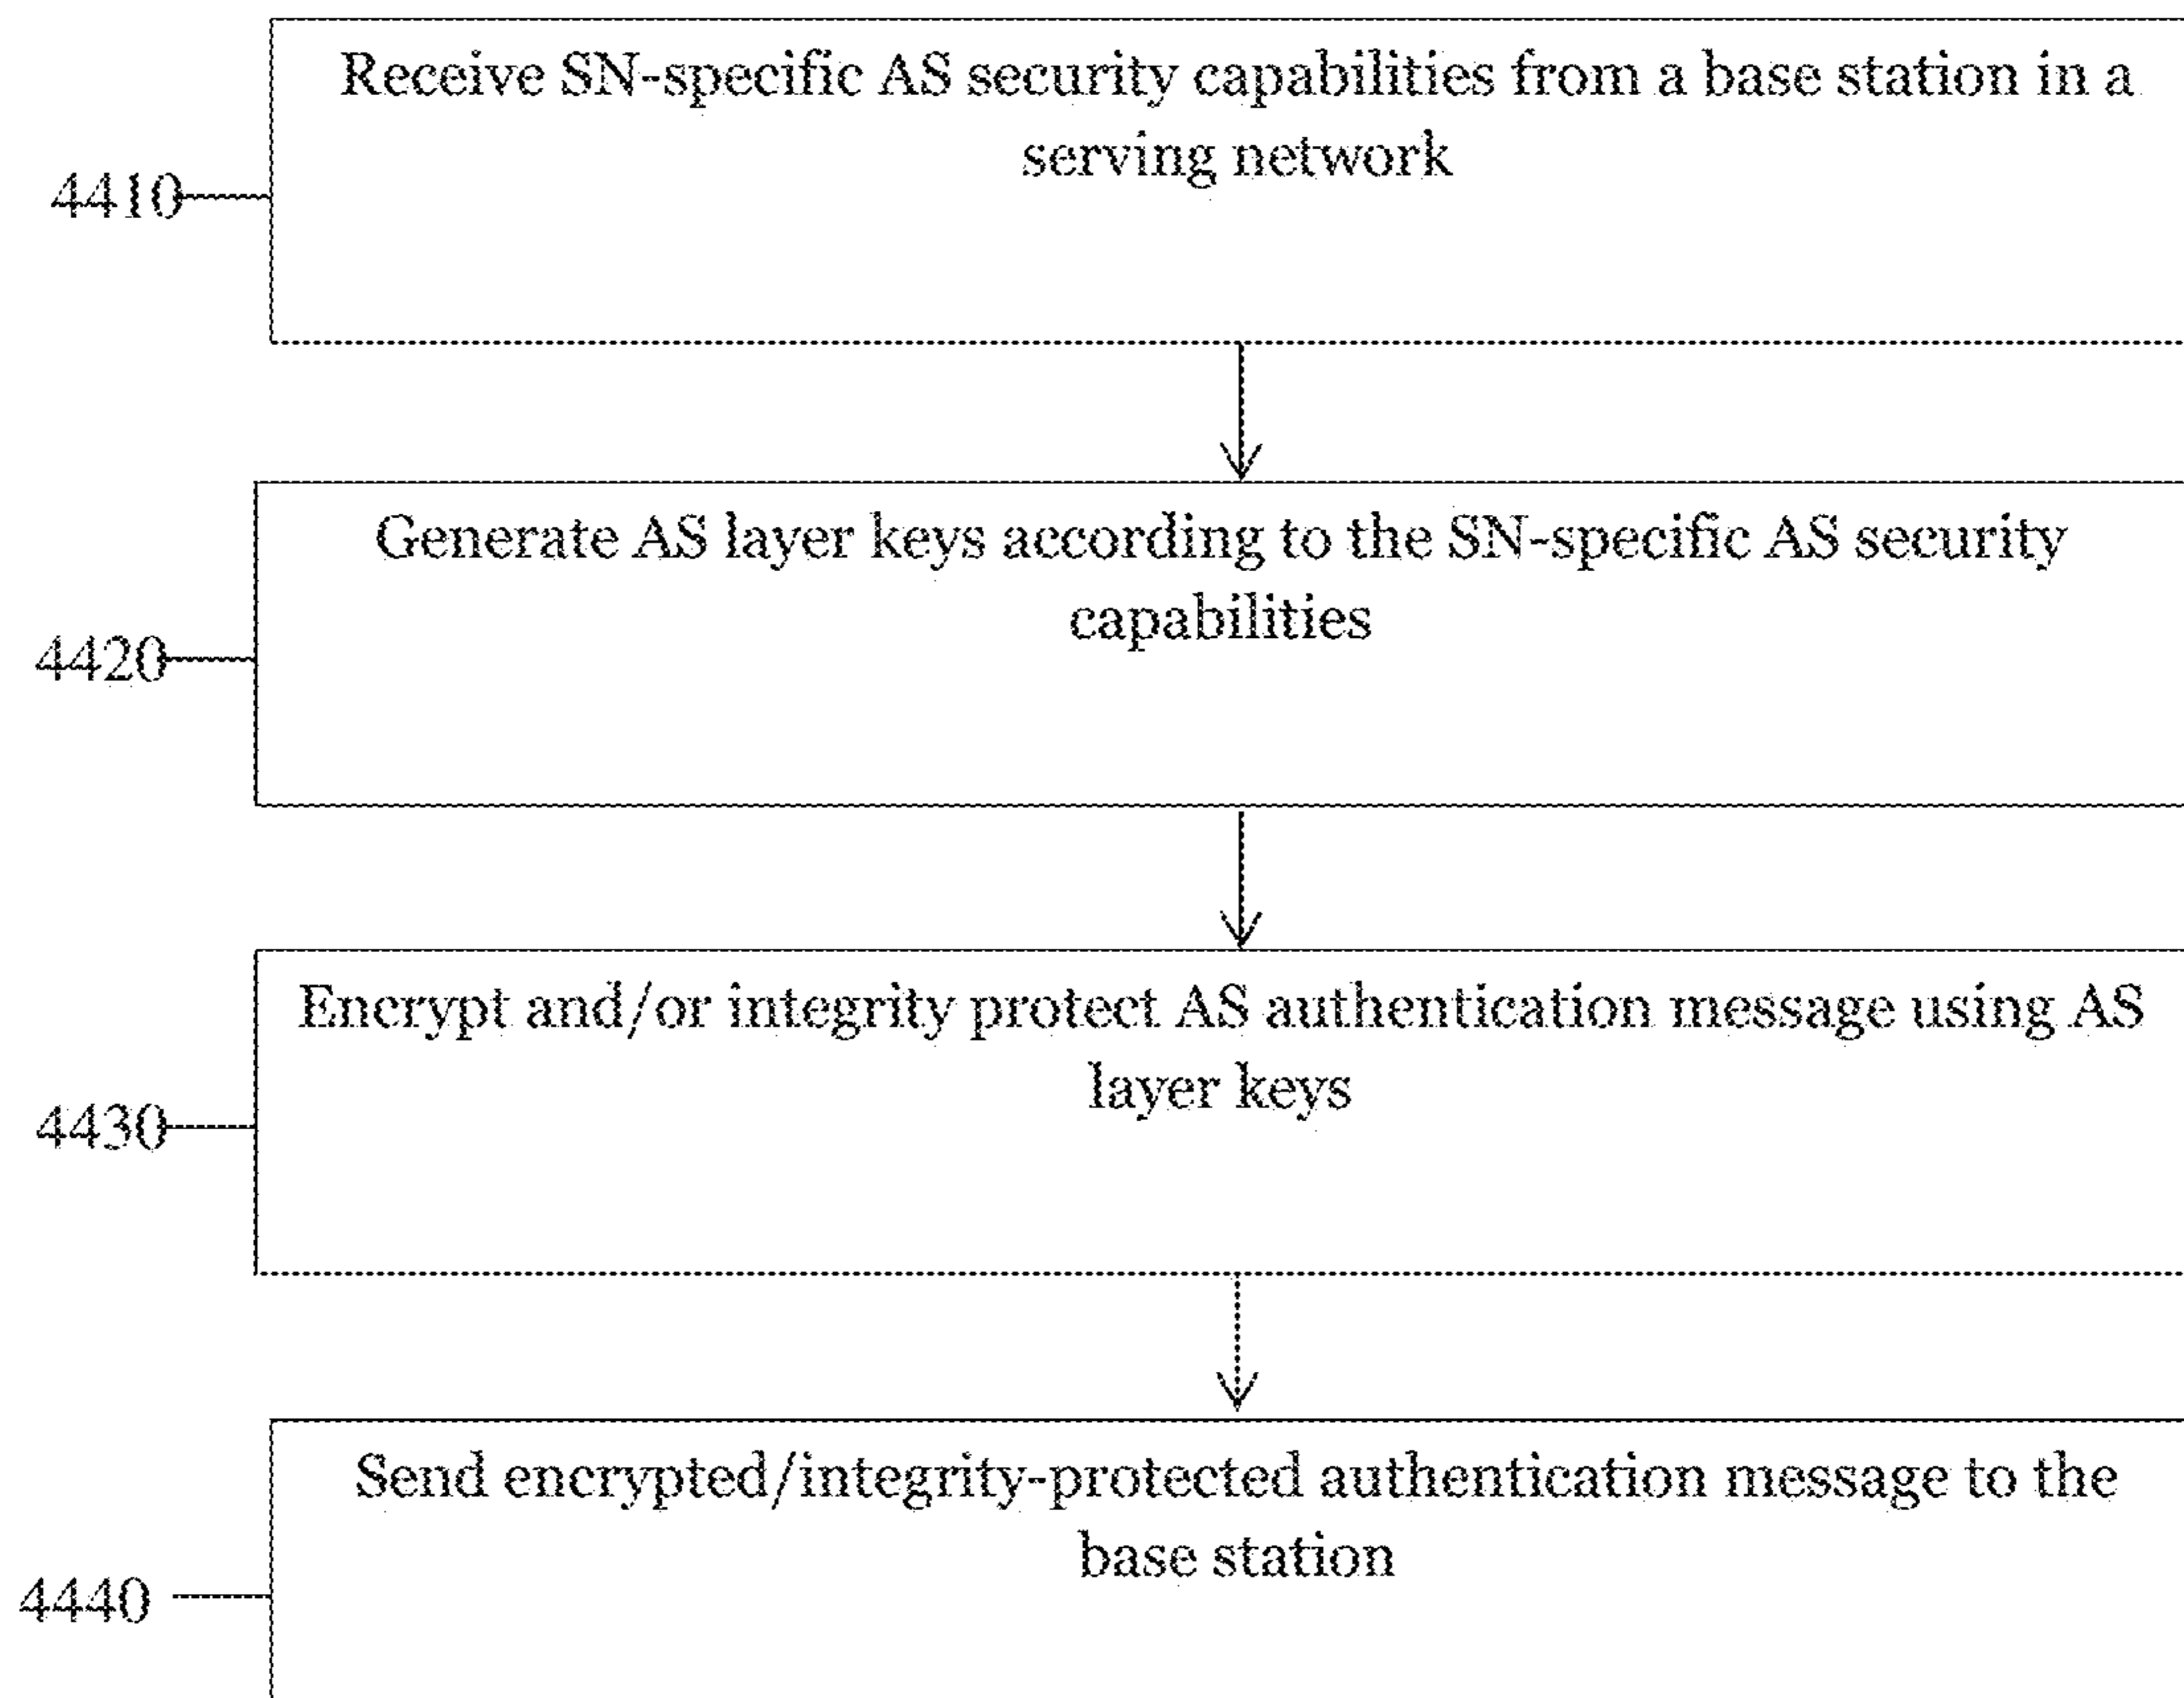 Receive SN-specific AS security capabilities from a base station in a
serving network
4410
Generate AS layer keys according to the SN-specific AS security
capabilities
4420
Encrypt and/or integrity protect AS authentication message using AS
layer keys
4430
Send encrypted/integrity-protected authentication message to the
base station
4440